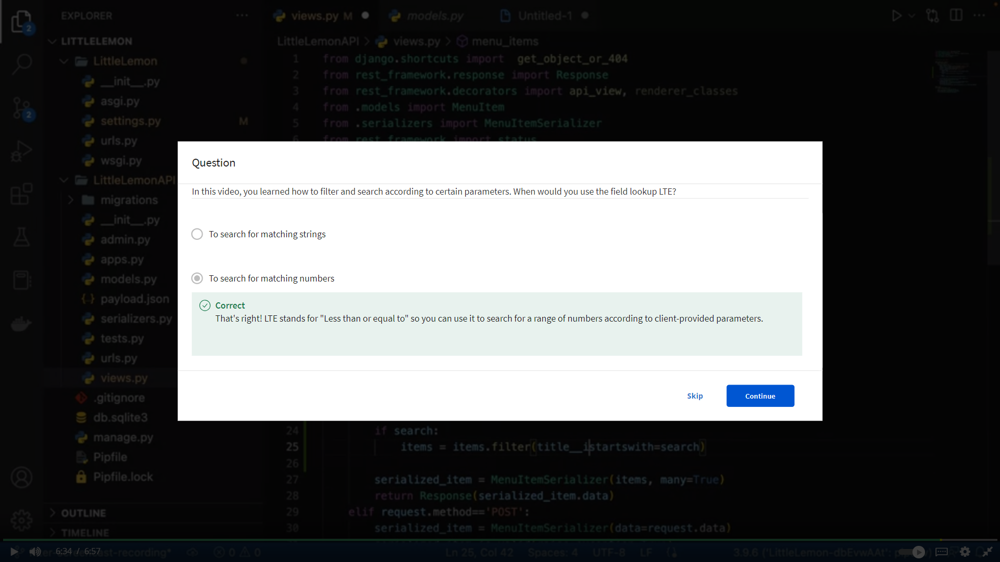 EXPLORER
views.py M
models.py
Untitled-1
2
LITTLELEMON
LittleLemonAPI > views.py > menu_items
LittleLemon
__init__.py
asgi.py
settings.py M
urls.py
wsgi.py
LittleLemonAPI
migrations
__init__.py
admin.py
apps.py
models.py
payload.json
serializers.py
tests.py
urls.py
views.py
.gitignore
db.sqlite3
manage.py
Pipfile
Pipfile.lock
OUTLINE
TIMELINE
2
1 from django.shortcuts import get_object_or_404
2 from rest_framework.response import Response
3 from rest_framework.decorators import api_view, renderer_classes
4 from .models import MenuItem
5 from .serializers import MenuItemSerializer
6 from rest_framework import status
Question
In this video, you learned how to filter and search according to certain parameters. When would you use the field lookup LTE?
To search for matching strings
To search for matching numbers
Correct
That's right! LTE stands for "Less than or equal to" so you can use it to search for a range of numbers according to client-provided parameters.
Skip
Continue
24 if search:
25 items = items.filter(title__istartswith=search)
26
27 serialized_item = MenuItemSerializer(items, many=True)
28 return Response(serialized_item.data)
29 elif request.method=='POST':
30 serialized_item = MenuItemSerializer(data=request.data)
6:34 / 6:57
0 0
Ln 25, Col 42 Spaces: 4 UTF-8 LF
3.9.6 ('LittleLemon-dbEvwAAt':